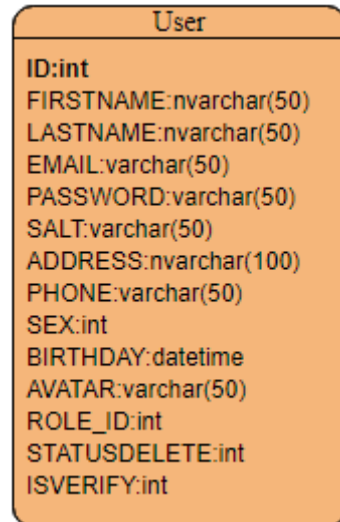 User
ID:int
FIRSTNAME:nvarchar(50)
LASTNAME:nvarchar(50)
EMAIL:varchar(50)
PASSWORD:varchar(50)
SALT:varchar(50)
ADDRESS:nvarchar(100)
PHONE:varchar(50)
SEX:int
BIRTHDAY:datetime
AVATAR:varchar(50)
ROLE_ID:int
STATUSDELETE:int
ISVERIFY:int